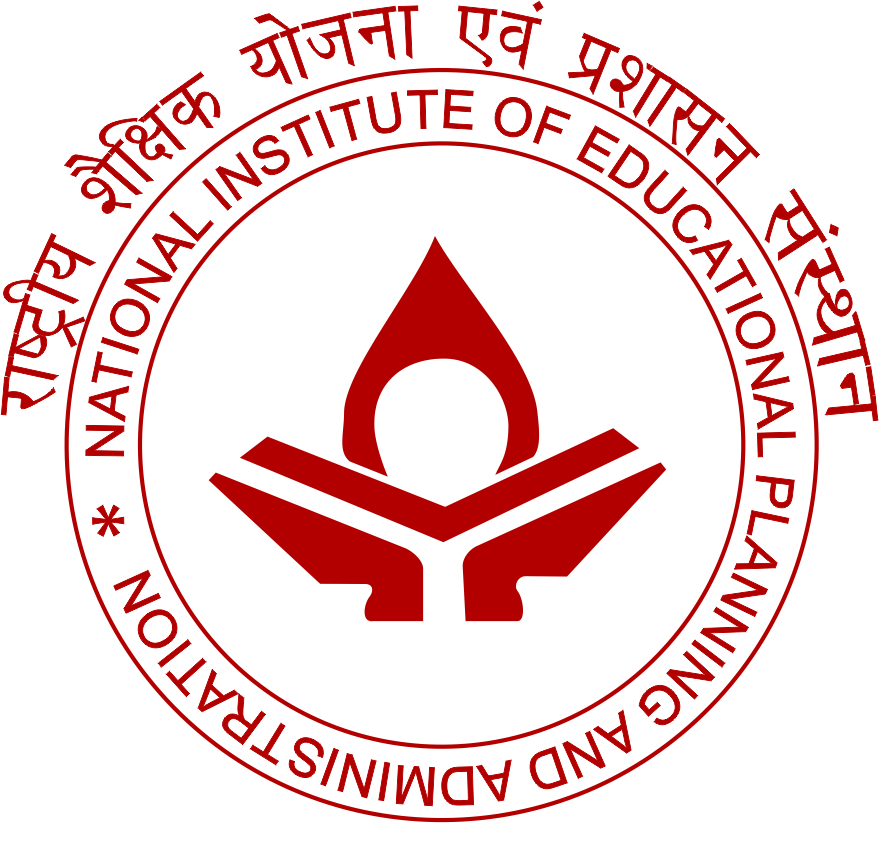 राष्ट्रीय शैक्षिक योजना एवं प्रशासन संस्थान
NATIONAL INSTITUTE OF EDUCATIONAL PLANNING AND ADMINISTRATION *